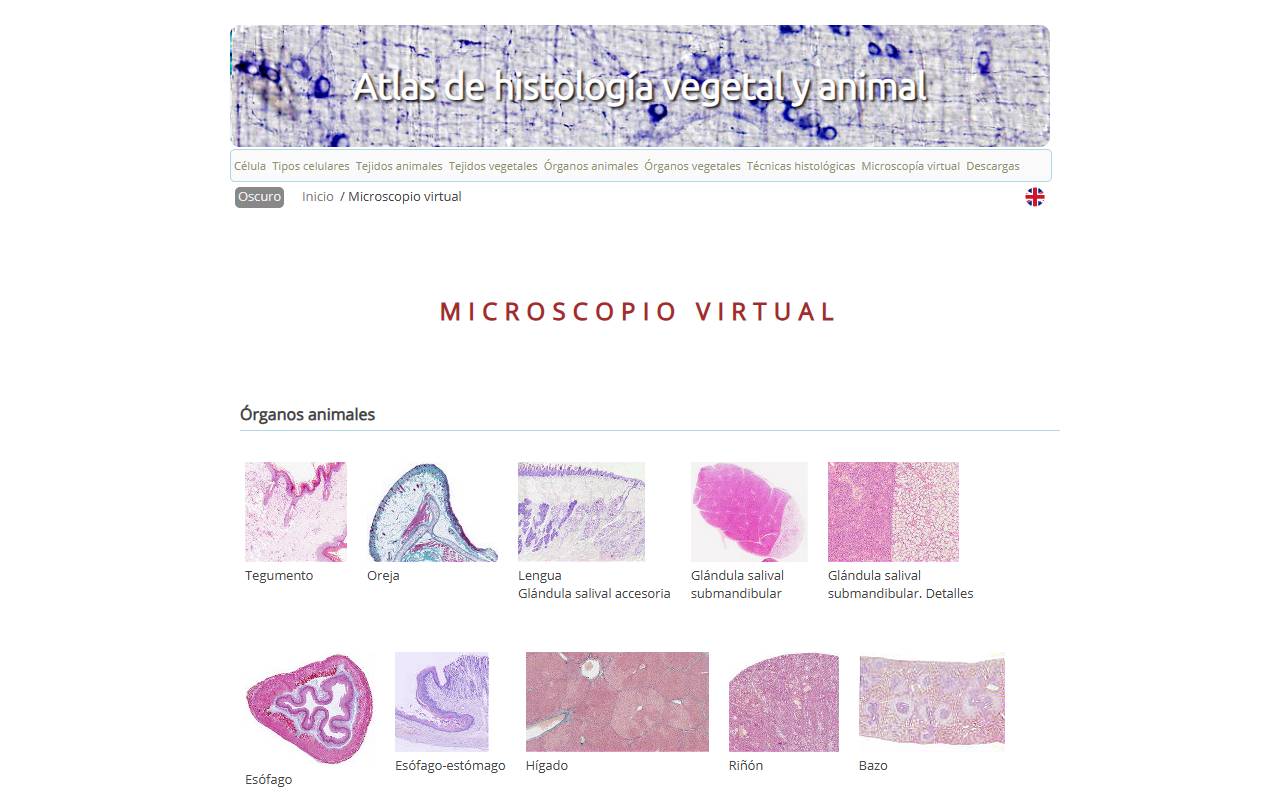 Atlas de histología vegetal y animal
Célula Tipos celulares Tejidos animales Tejidos vegetales Órganos animales Órganos vegetales Técnicas histológicas Microscopía virtual Descargas
Oscuro Inicio / Microscopio virtual
MICROSCOPIO VIRTUAL
Órganos animales
Tegumento
Oreja
Lengua
Glándula salival accesoria
Glándula salival
submandibular
Glándula salival
submandibular. Detalles
Esófago
Esófago-estómago
Hígado
Riñón
Bazo